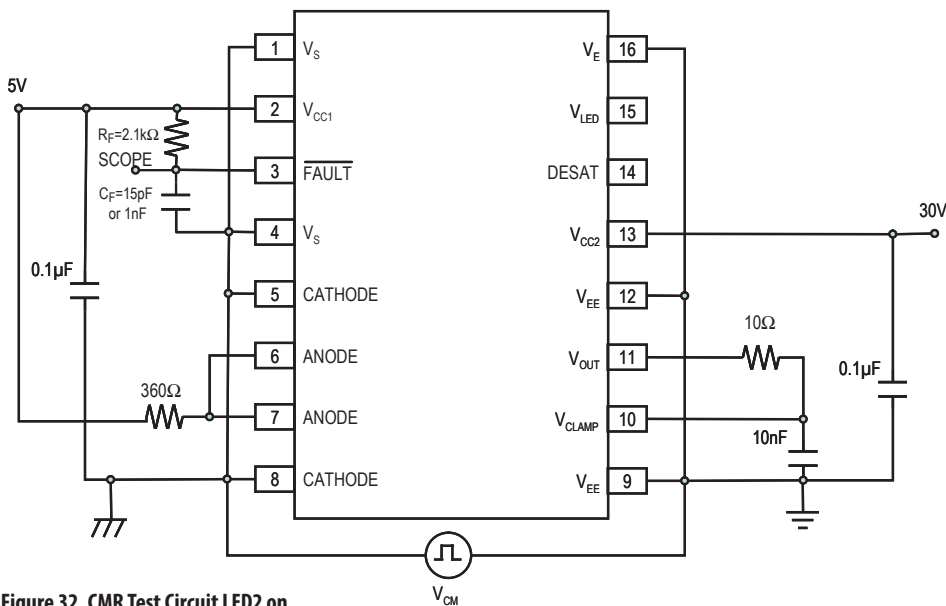 1 V_S
2 V_CC1
3 FAULT
4 V_S
5 CATHODE
6 ANODE
7 ANODE
8 CATHODE
V_E 16
V_LED 15
DESAT 14
V_CC2 13
V_EE 12
V_OUT 11
V_CLAMP 10
V_EE 9
5V
R_F=2.1kΩ
SCOPE
C_F=15pF
or 1nF
0.1µF
360Ω
30V
10Ω
0.1µF
10nF
V_CM
Figure 32. CMR Test Circuit LED2 on